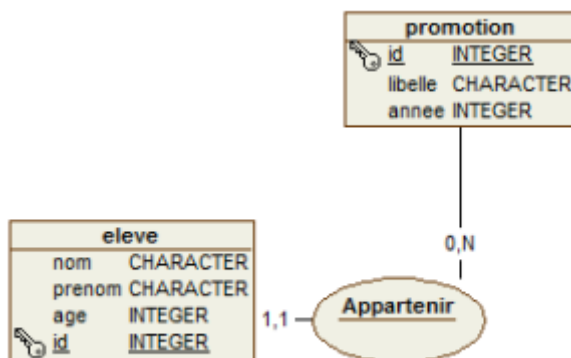 promotion
id INTEGER
libelle CHARACTER
annee INTEGER
0,N
eleve
nom CHARACTER
prenom CHARACTER
age INTEGER
id INTEGER
1,1
Appartenir